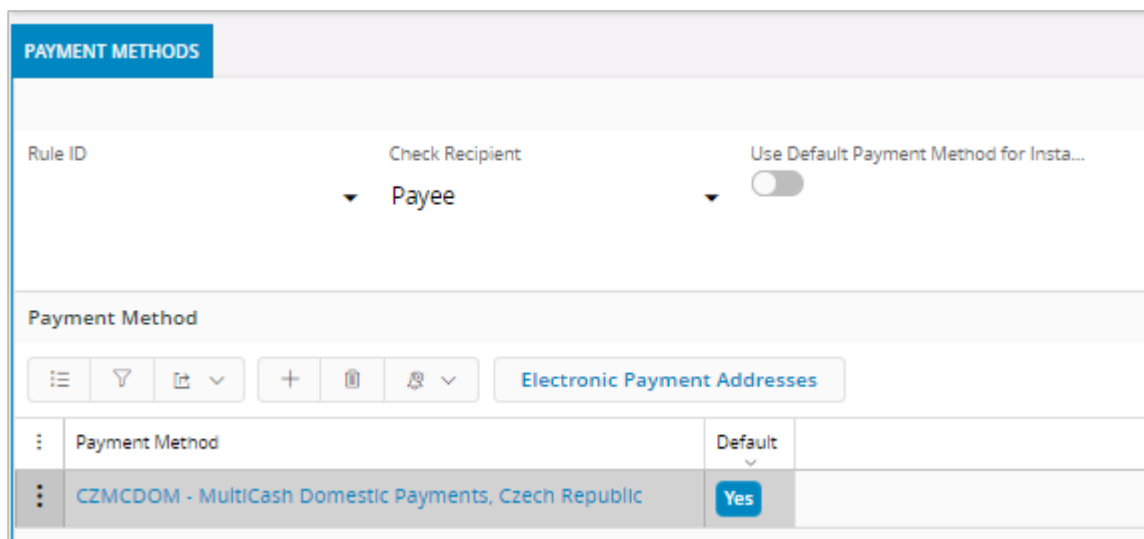 PAYMENT METHODS
Rule ID Check Recipient Use Default Payment Method for Insta...
Payee
Payment Method
Electronic Payment Addresses
Payment Method Default
CZMCDOM - MultiCash Domestic Payments, Czech Republic Yes